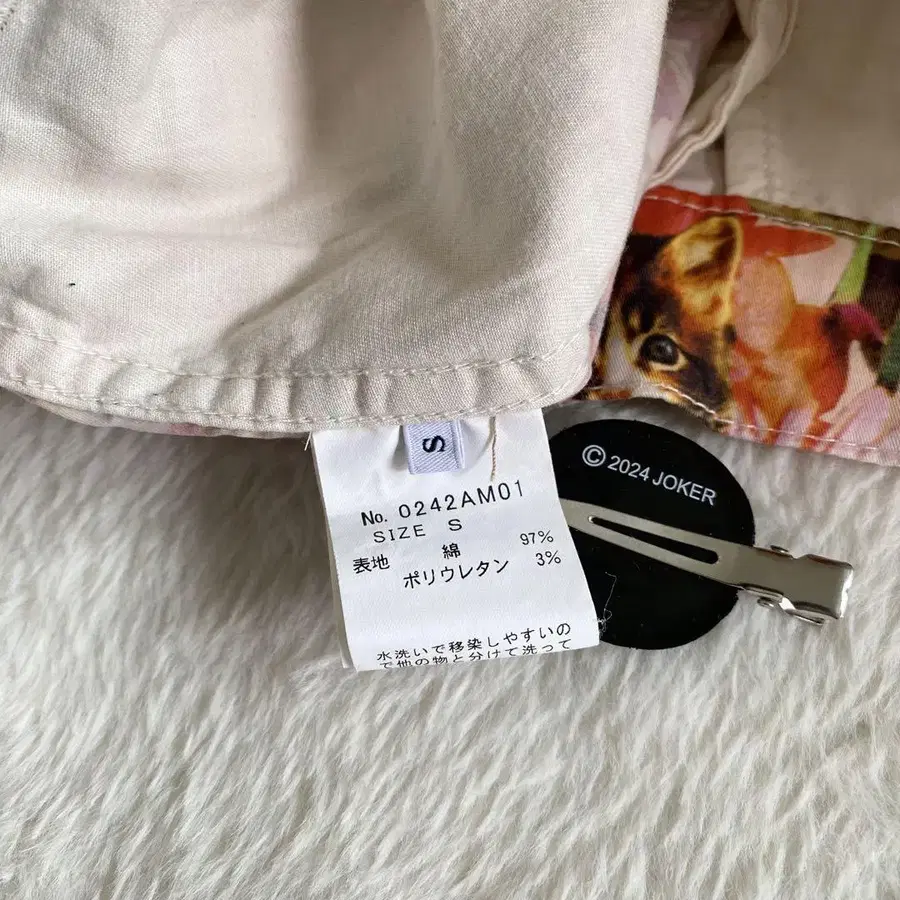 S
No. 0242AM01
SIZE S
表地 綿 97%
ポリウレタン 3%
水洗いで移染しやすいの
で他の物と分けて洗って
© 2024 JOKER